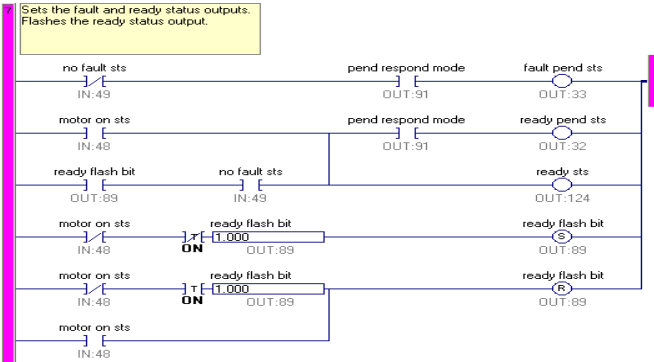 7
Sets the fault and ready status outputs.
Flashes the ready status output.
no fault sts pend respond mode fault pend sts
IN:49 OUT:91 OUT:33
motor on sts pend respond mode ready pend sts
IN:48 OUT:91 OUT:32
ready flash bit no fault sts ready sts
OUT:89 IN:49 OUT:124
motor on sts ready flash bit ready flash bit
T 1.000 S
IN:48 ON OUT:89 OUT:89
motor on sts ready flash bit ready flash bit
T 1.000 R
IN:48 ON OUT:89 OUT:89
motor on sts
IN:48